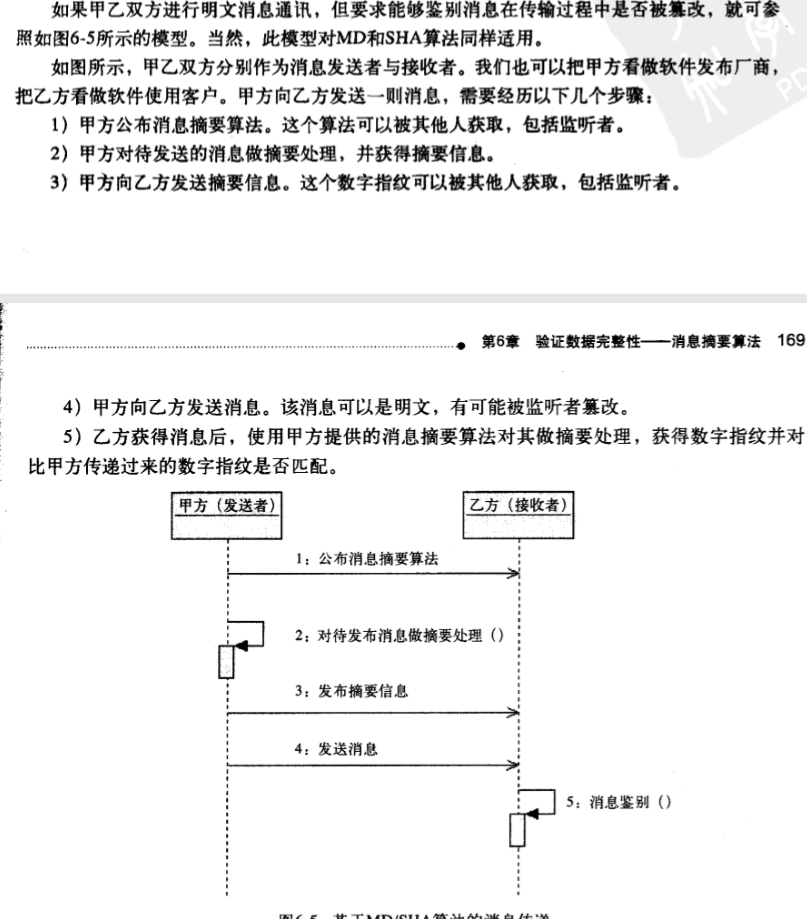 如果甲乙双方进行明文消息通讯，但要求能够鉴别消息在传输过程中是否被篡改，就可参
照如图6-5所示的模型。当然，此模型对MD和SHA算法同样适用。
如图所示，甲乙双方分别作为消息发送者与接收者。我们也可以把甲方看做软件发布厂商，
把乙方看做软件使用客户。甲方向乙方发送一则消息，需要经历以下几个步骤：
1）甲方公布消息摘要算法。这个算法可以被其他人获取，包括监听者。
2）甲方对待发送的消息做摘要处理，并获得摘要信息。
3）甲方向乙方发送摘要信息。这个数字指纹可以被其他人获取，包括监听者。
第6章 验证数据完整性——消息摘要算法 169
4）甲方向乙方发送消息。该消息可以是明文，有可能被监听者篡改。
5）乙方获得消息后，使用甲方提供的消息摘要算法对其做摘要处理，获得数字指纹并对
比甲方传递过来的数字指纹是否匹配。
甲方（发送者）
乙方（接收者）
1：公布消息摘要算法
2：对待发布消息做摘要处理（）
3：发布摘要信息
4：发送消息
5：消息鉴别（）
图6-5 基于MD/SHA算法的消息传递